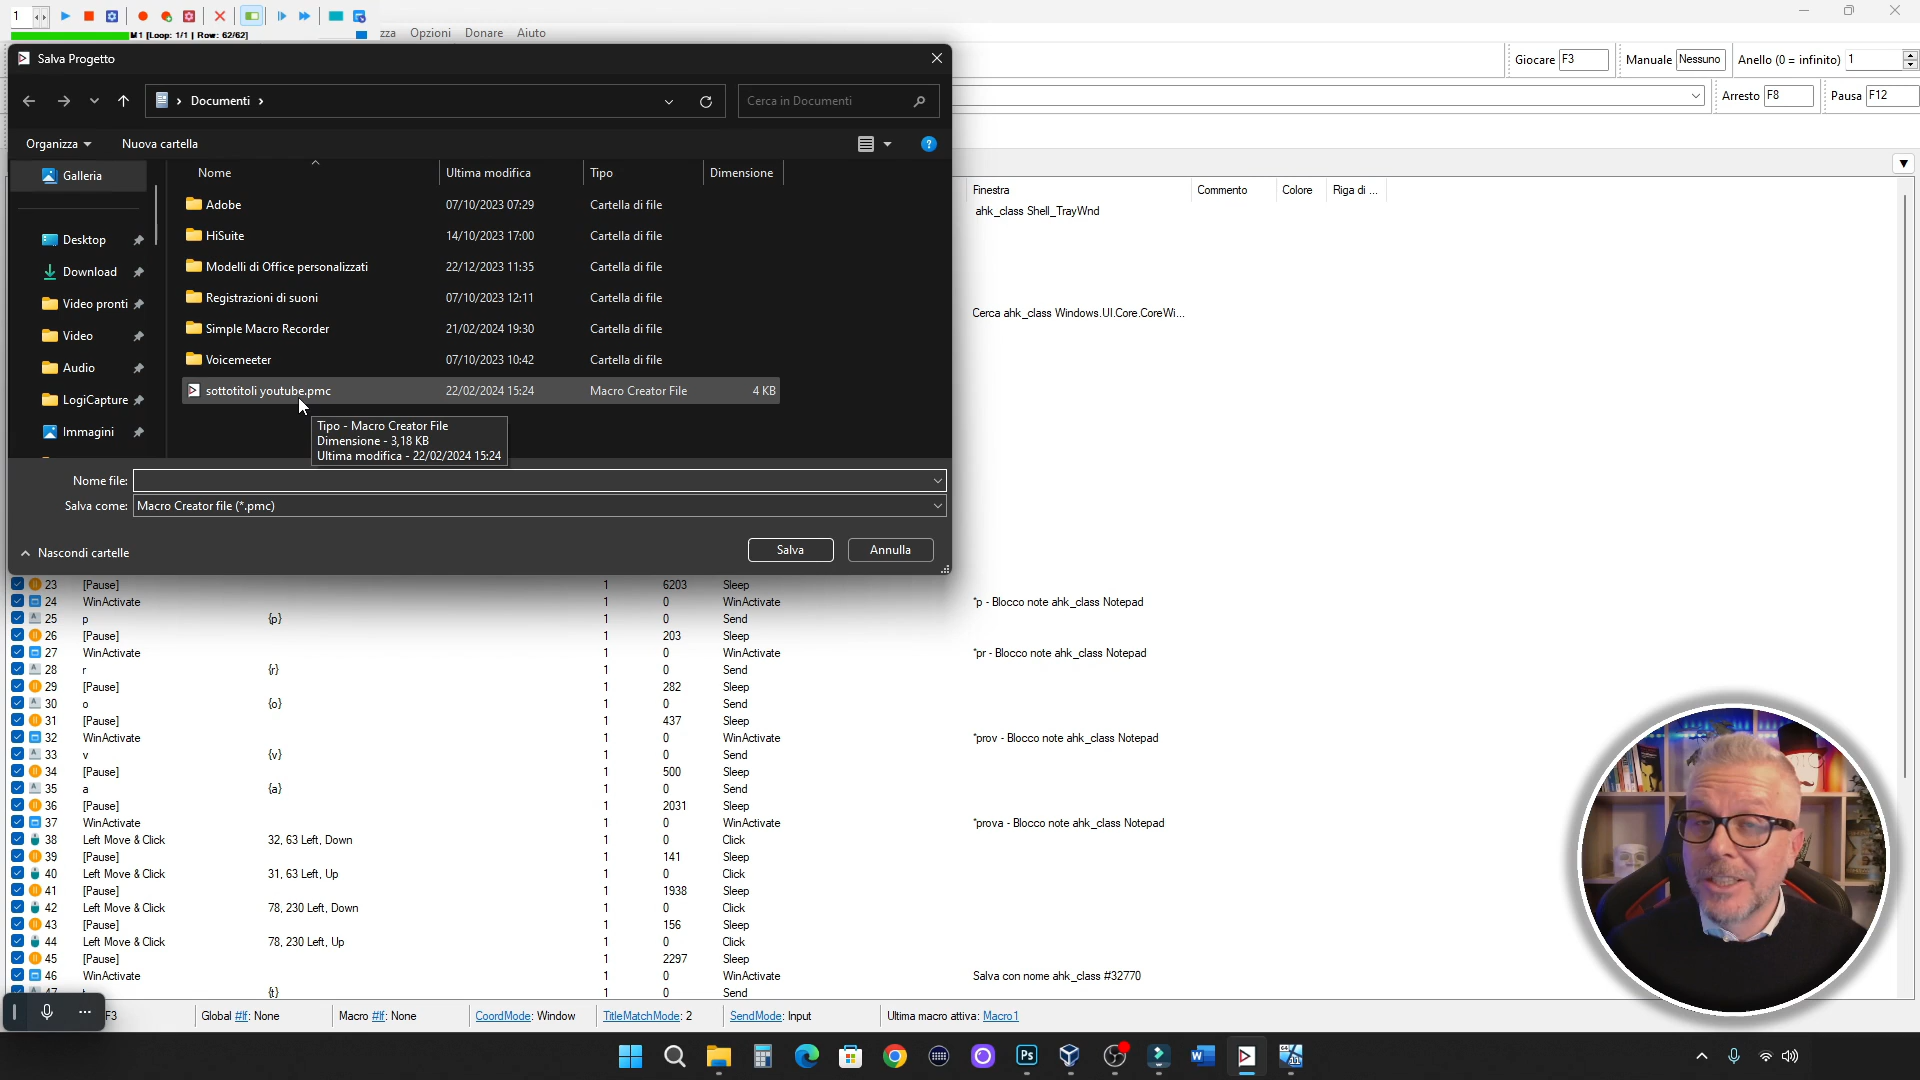 1
M1 [Loop: 1/1 | Row: 62/62]
zza Opzioni Donare Aiuto
Salva Progetto
Giocare F3 Manuale Nessuno Anello (0 = infinito) 1
Documenti
Cerca in Documenti
Arresto F8 Pausa F12
Organizza Nuova cartella
Galleria
Desktop
Download
Video pronti
Video
Audio
LogiCapture
Immagini
Nome Ultima modifica Tipo Dimensione
Adobe 07/10/2023 07:29 Cartella di file
HiSuite 14/10/2023 17:00 Cartella di file
Modelli di Office personalizzati 22/12/2023 11:35 Cartella di file
Registrazioni di suoni 07/10/2023 12:11 Cartella di file
Simple Macro Recorder 21/02/2024 19:30 Cartella di file
Voicemeeter 07/10/2023 10:42 Cartella di file
sottotitoli youtube.pmc 22/02/2024 15:24 Macro Creator File 4 KB
Tipo - Macro Creator File
Dimensione - 3,18 KB
Ultima modifica - 22/02/2024 15:24
Nome file:
Salva come: Macro Creator file (*.pmc)
Nascondi cartelle Salva Annulla
Finestra Commento Colore Riga di ...
ahk_class Shell_TrayWnd
Cerca ahk_class Windows.UI.Core.CoreWi...
23 [Pause] 1 6203 Sleep
24 WinActivate 1 0 WinActivate *p - Blocco note ahk_class Notepad
25 p {p} 1 0 Send
26 [Pause] 1 203 Sleep
27 WinActivate 1 0 WinActivate *pr - Blocco note ahk_class Notepad
28 r {r} 1 0 Send
29 [Pause] 1 282 Sleep
30 o {o} 1 0 Send
31 [Pause] 1 437 Sleep
32 WinActivate 1 0 WinActivate *prov - Blocco note ahk_class Notepad
33 v {v} 1 0 Send
34 [Pause] 1 500 Sleep
35 a {a} 1 0 Send
36 [Pause] 1 2031 Sleep
37 WinActivate 1 0 WinActivate *prova - Blocco note ahk_class Notepad
38 Left Move & Click 32, 63 Left, Down 1 0 Click
39 [Pause] 1 141 Sleep
40 Left Move & Click 31, 63 Left, Up 1 0 Click
41 [Pause] 1 1938 Sleep
42 Left Move & Click 78, 230 Left, Down 1 0 Click
43 [Pause] 1 156 Sleep
44 Left Move & Click 78, 230 Left, Up 1 0 Click
45 [Pause] 1 2297 Sleep
46 WinActivate 1 0 WinActivate Salva con nome ahk_class #32770
47 t {t} 1 0 Send
F3 Global #If: None Macro #If: None CoordMode: Window TitleMatchMode: 2 SendMode: Input Ultima macro attiva: Macro1
Ps
W